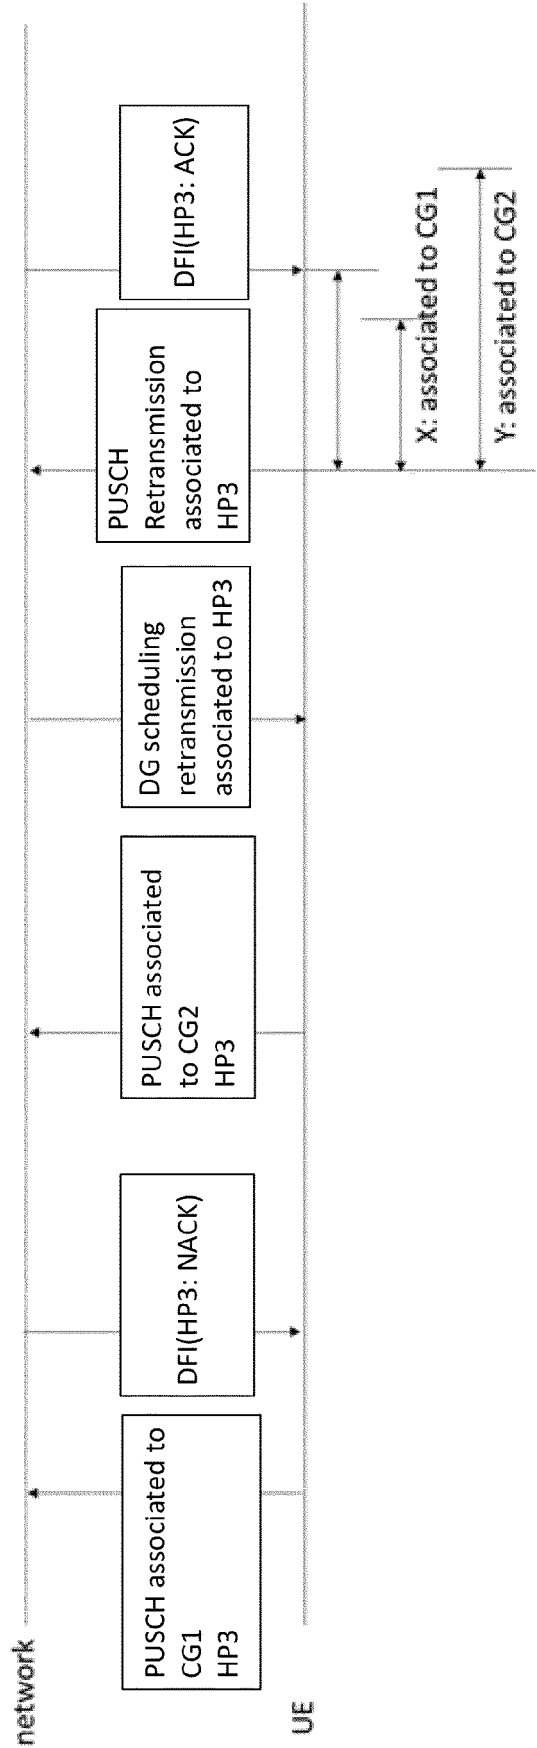 network
UE
PUSCH associated to
CG1
HP3
DFI(HP3: NACK)
PUSCH associated
to CG2
HP3
DG scheduling
retransmission
associated to HP3
PUSCH
Retransmission
associated to
HP3
DFI(HP3: ACK)
X: associated to CG1
Y: associated to CG2